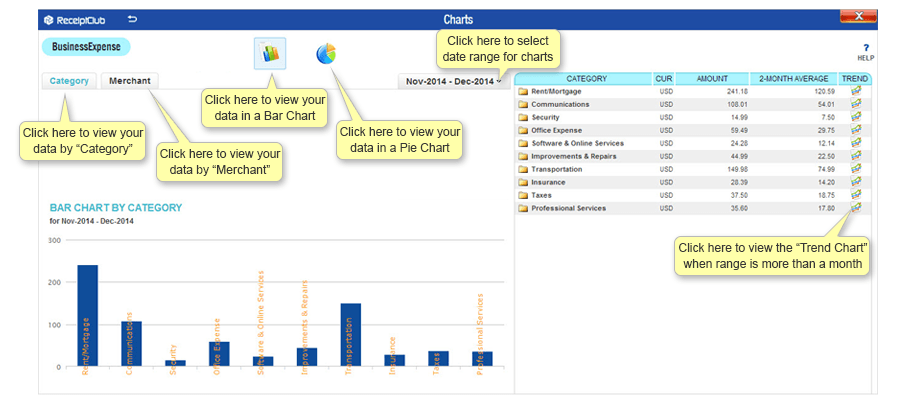 ReceiptClub
Charts
x
BusinessExpense
Click here to select
date range for charts
?
HELP
Category
Merchant
Nov-2014 - Dec-2014
Click here to view your
data in a Bar Chart
Click here to view your
data in a Pie Chart
Click here to view your
data by “Category”
Click here to view your
data by “Merchant”
CATEGORY CUR AMOUNT 2-MONTH AVERAGE TREND
Rent/Mortgage USD 241.18 120.59
Communications USD 108.01 54.01
Security USD 14.99 7.50
Office Expense USD 59.49 29.75
Software & Online Services USD 24.28 12.14
Improvements & Repairs USD 44.99 22.50
Transportation USD 149.98 74.99
Insurance USD 28.39 14.20
Taxes USD 37.50 18.75
Professional Services USD 35.60 17.80
Click here to view the “Trend Chart”
when range is more than a month
BAR CHART BY CATEGORY
for Nov-2014 - Dec-2014
300
200
100
0
Rent/Mortgage
Communications
Security
Office Expense
Software & Online Services
Improvements & Repairs
Transportation
Insurance
Taxes
Professional Services